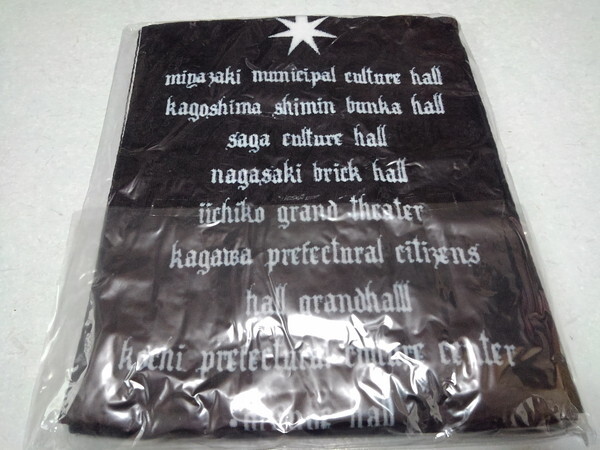 miyazaki municipal culture hall
kagoshima shimin bunka hall
saga culture hall
nagasaki brick hall
iichiko grand theater
kagawa prefectural citizens
hall grandhall
kochi prefectural culture center
hall